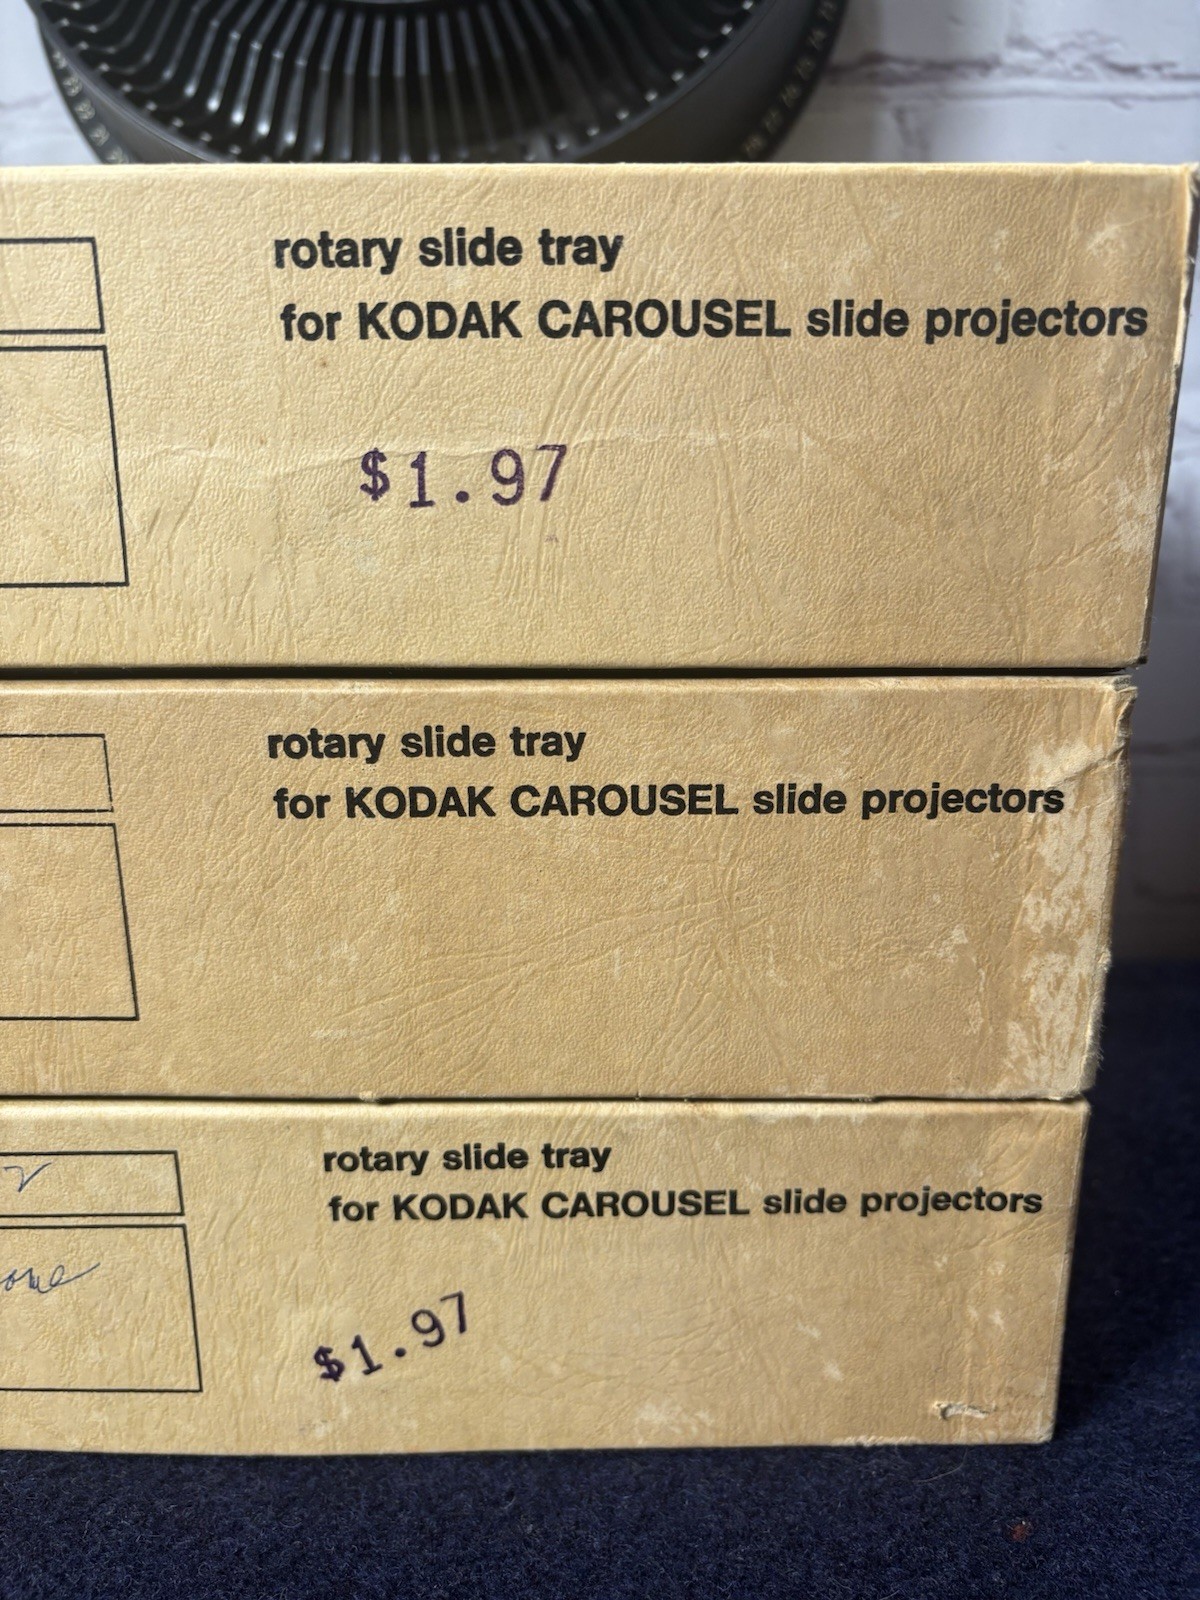 rotary slide tray
for KODAK CAROUSEL slide projectors
$1.97
rotary slide tray
for KODAK CAROUSEL slide projectors
rotary slide tray
for KODAK CAROUSEL slide projectors
$1.97